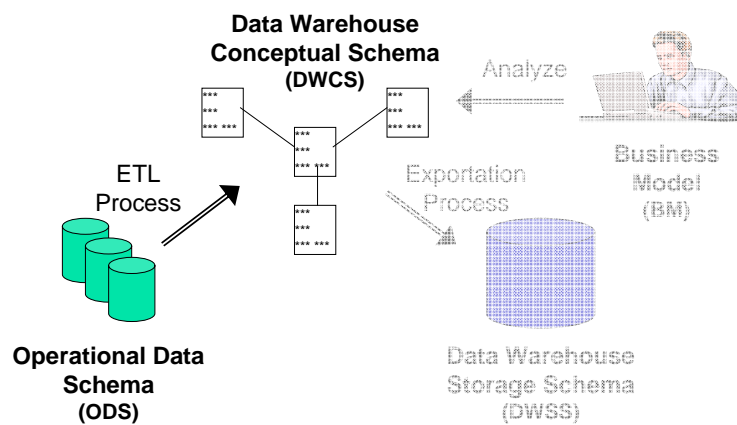 Data Warehouse
Conceptual Schema
(DWCS)
Analyze
***
***
*** ***
***
***
*** ***
***
***
*** ***
***
***
*** ***
ETL
Process
Exportation
Process
Business
Model
(BM)
Operational Data
Schema
(ODS)
Data Warehouse
Storage Schema
(DWSS)